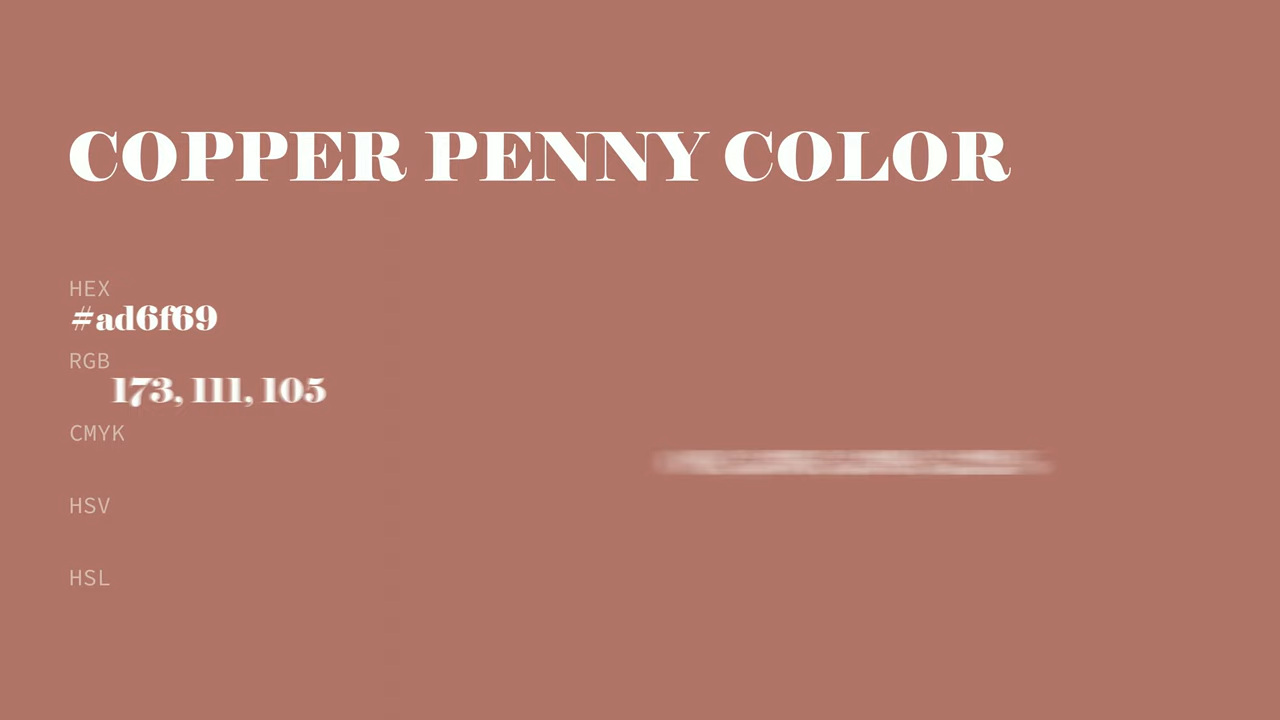 COPPER PENNY COLOR
HEX
#ad6f69
RGB
173, 111, 105
CMYK
HSV
HSL